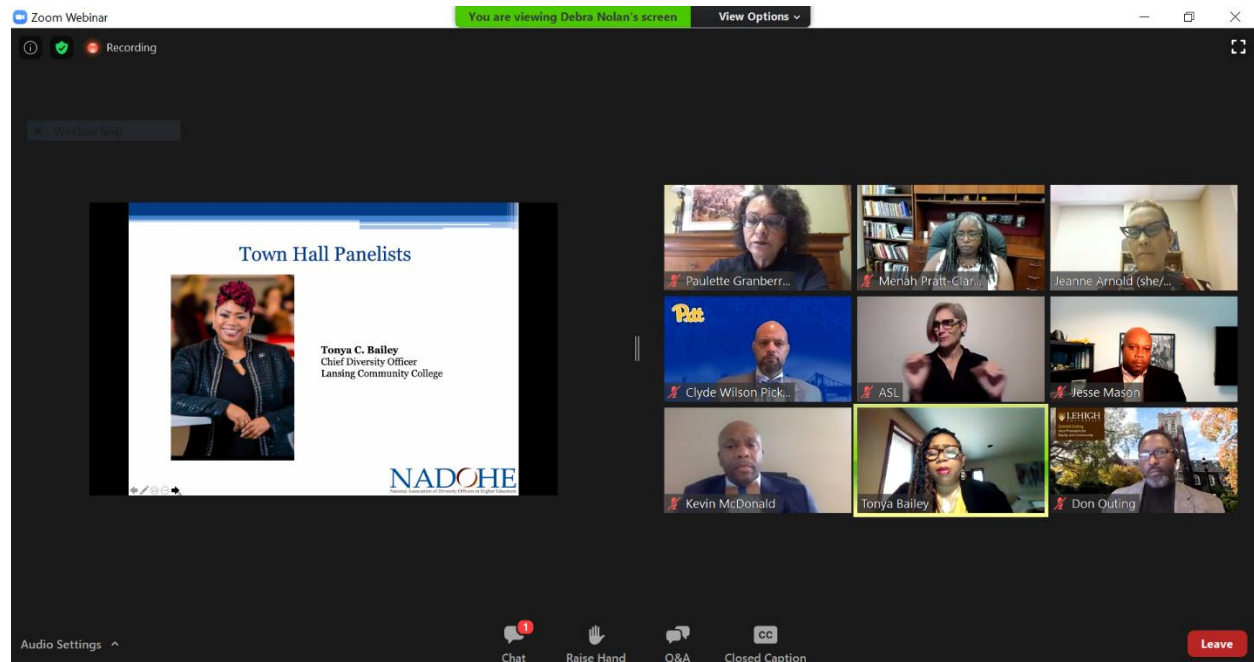 Zoom Webinar
You are viewing Debra Nolan's screen
View Options
Recording
Window Snip
Town Hall Panelists
Tonya C. Bailey
Chief Diversity Officer
Lansing Community College
NADOHE
National Association of Diversity Officers in Higher Education
Paulette Granberr...
Menah Pratt-Clar...
Jeanne Arnold (she/...
Pitt
Clyde Wilson Pick...
ASL
Jesse Mason
LEHIGH
Kevin McDonald
Tonya Bailey
Don Outing
Audio Settings
1
Chat
Raise Hand
Q&A
CC
Closed Caption
Leave